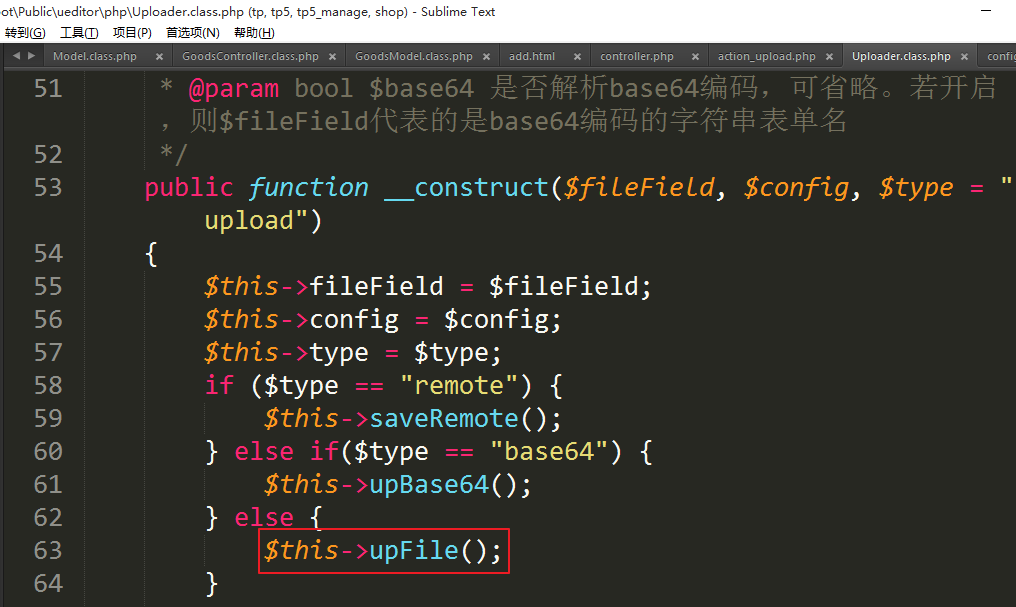 ot\Public\ueditor\php\Uploader.class.php (tp, tp5, tp5_manage, shop) - Sublime Text
转到(G) 工具(T) 项目(P) 首选项(N) 帮助(H)
Model.class.php × GoodsController.class.php × GoodsModel.class.php × add.html × controller.php × action_upload.php × Uploader.class.php × config
51 * @param bool $base64 是否解析base64编码，可省略。若开启
，则$fileField代表的是base64编码的字符串表单名
52 */
53 public function __construct($fileField, $config, $type = "
upload")
54 {
55 $this->fileField = $fileField;
56 $this->config = $config;
57 $this->type = $type;
58 if ($type == "remote") {
59 $this->saveRemote();
60 } else if($type == "base64") {
61 $this->upBase64();
62 } else {
63 $this->upFile();
64 }